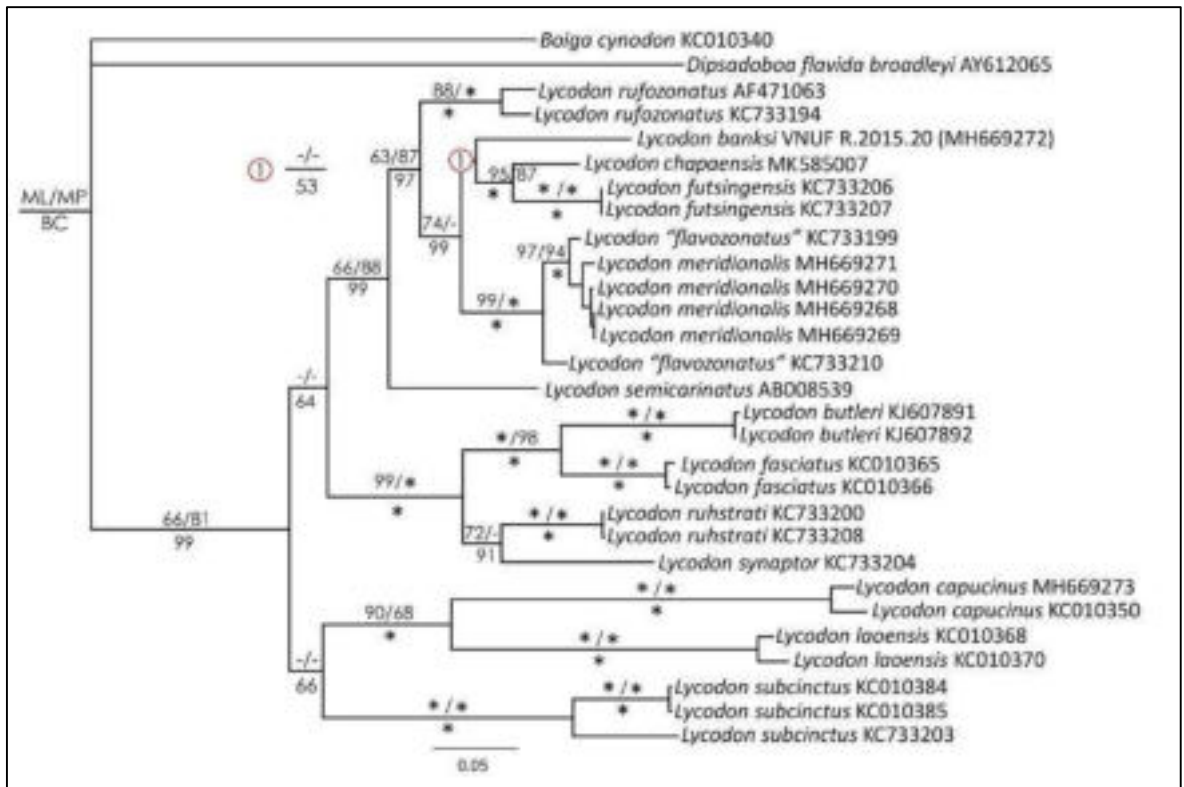 Boiga cynodon KC010340
Dipsadoboa flavida broadleyi AY612065
88/*
*
Lycodon rufozonatus AF471063
Lycodon rufozonatus KC733194
Lycodon banksi VNUF R.2015.20 (MH669272)
① -/-
53
63/87
97
①
Lycodon chapaensis MK585007
95/87
*
*/*
*
Lycodon futsingensis KC733206
Lycodon futsingensis KC733207
ML/MP
BC
74/-
99
Lycodon "flavozonatus" KC733199
97/94
*
Lycodon meridionalis MH669271
66/88
99
Lycodon meridionalis MH669270
99/*
*
Lycodon meridionalis MH669268
Lycodon meridionalis MH669269
Lycodon "flavozonatus" KC733210
-/-
64
Lycodon semicarinatus AB008539
*/*
*
Lycodon butleri KJ607891
Lycodon butleri KJ607892
*/98
*
*/*
*
Lycodon fasciatus KC010365
Lycodon fasciatus KC010366
99/*
*
*/*
*
Lycodon ruhstrati KC733200
Lycodon ruhstrati KC733208
66/81
99
72/-
91
Lycodon synaptor KC733204
*/*
*
Lycodon capucinus MH669273
Lycodon capucinus KC010350
90/68
*
*/*
*
Lycodon laoensis KC010368
Lycodon laoensis KC010370
-/-
66
*/*
*
Lycodon subcinctus KC010384
Lycodon subcinctus KC010385
*/*
*
Lycodon subcinctus KC733203
0.05